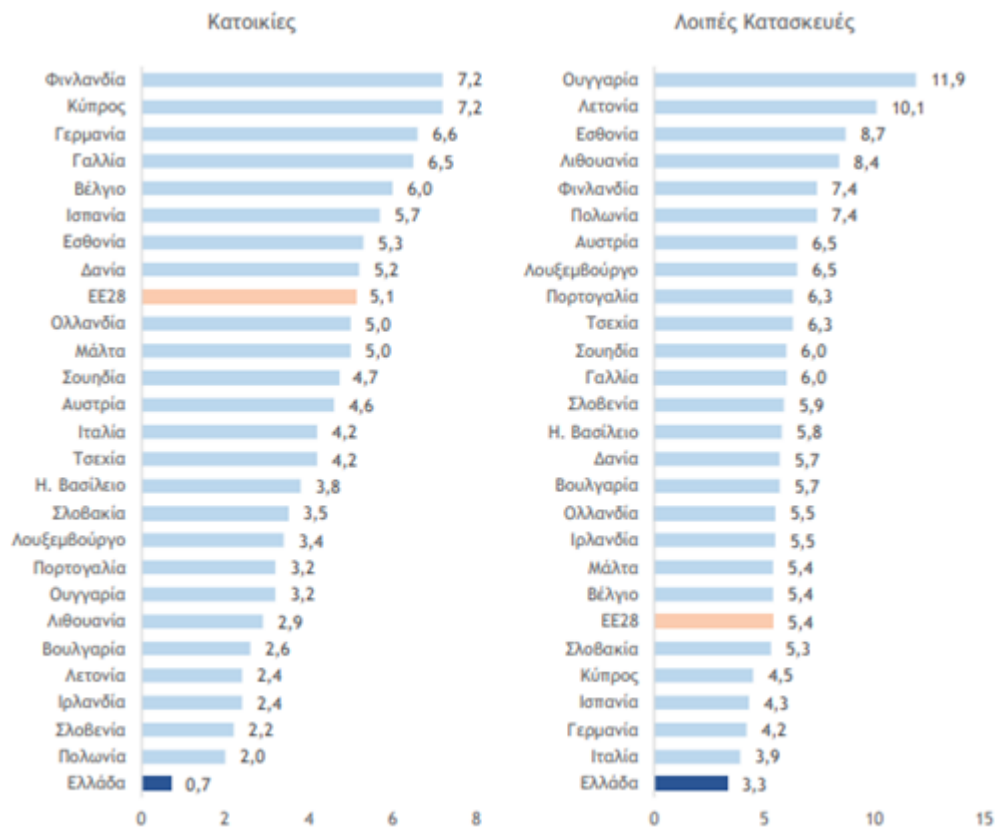 Κατοικίες
Φινλανδία 7,2
Κύπρος 7,2
Γερμανία 6,6
Γαλλία 6,5
Βέλγιο 6,0
Ισπανία 5,7
Εσθονία 5,3
Δανία 5,2
ΕΕ28 5,1
Ολλανδία 5,0
Μάλτα 5,0
Σουηδία 4,7
Αυστρία 4,6
Ιταλία 4,2
Τσεχία 4,2
Η. Βασίλειο 3,8
Σλοβακία 3,5
Λουξεμβούργο 3,4
Πορτογαλία 3,2
Ουγγαρία 3,2
Λιθουανία 2,9
Βουλγαρία 2,6
Λετονία 2,4
Ιρλανδία 2,4
Σλοβενία 2,2
Πολωνία 2,0
Ελλάδα 0,7
0 2 4 6 8
Λοιπές Κατασκευές
Ουγγαρία 11,9
Λετονία 10,1
Εσθονία 8,7
Λιθουανία 8,4
Φινλανδία 7,4
Πολωνία 7,4
Αυστρία 6,5
Λουξεμβούργο 6,5
Πορτογαλία 6,3
Τσεχία 6,3
Σουηδία 6,0
Γαλλία 6,0
Σλοβενία 5,9
Η. Βασίλειο 5,8
Δανία 5,7
Βουλγαρία 5,7
Ολλανδία 5,5
Ιρλανδία 5,5
Μάλτα 5,4
Βέλγιο 5,4
ΕΕ28 5,4
Σλοβακία 5,3
Κύπρος 4,5
Ισπανία 4,3
Γερμανία 4,2
Ιταλία 3,9
Ελλάδα 3,3
0 5 10 15